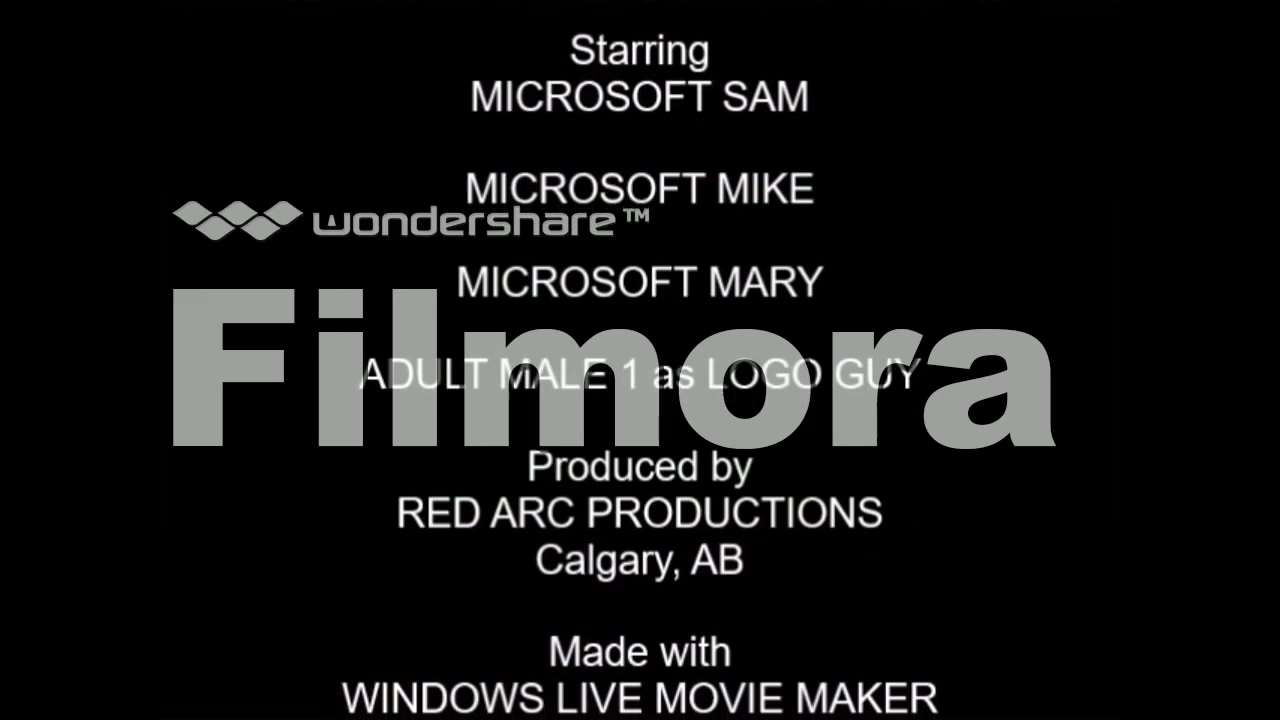 Starring
MICROSOFT SAM
MICROSOFT MIKE
wondershare™
MICROSOFT MARY
Filmora
ADULT MALE 1 as LOGO GUY
Produced by
RED ARC PRODUCTIONS
Calgary, AB
Made with
WINDOWS LIVE MOVIE MAKER